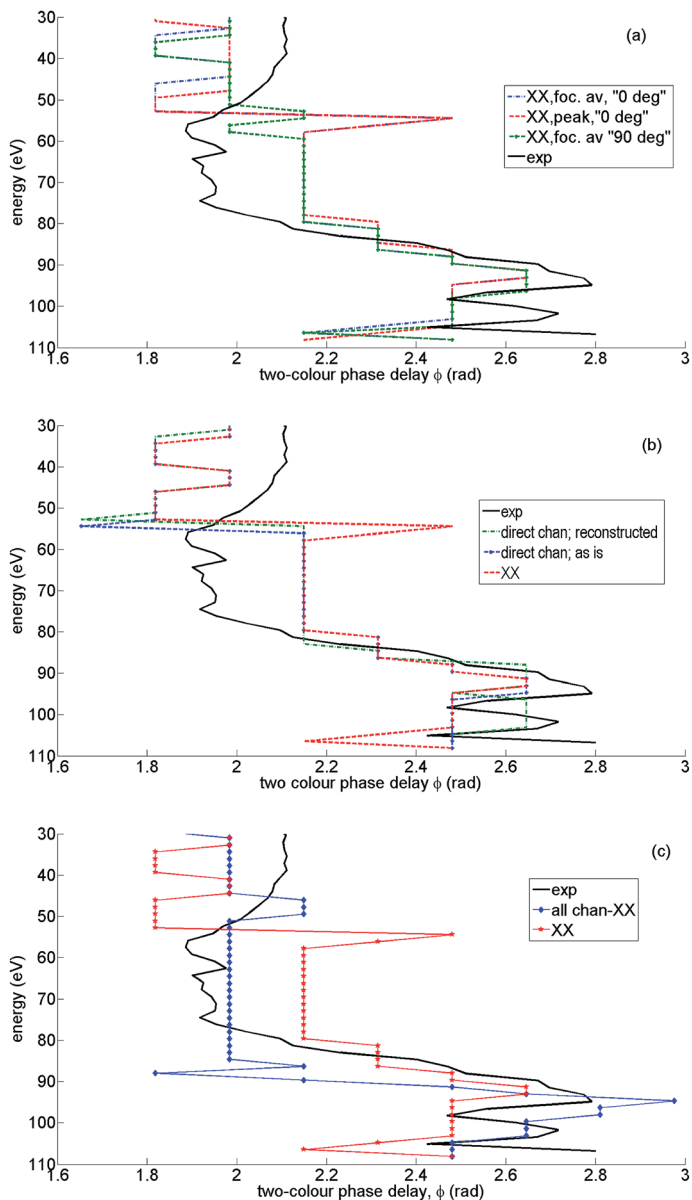 (a)
30
40
50
60
70
80
90
100
110
energy (eV)
XX,foc. av, "0 deg"
XX,peak,"0 deg"
XX,foc. av "90 deg"
exp
1.6 1.8 2 2.2 2.4 2.6 2.8 3
two-colour phase delay ϕ (rad)
(b)
30
40
50
60
70
80
90
100
110
energy (eV)
exp
direct chan; reconstructed
direct chan; as is
XX
1.6 1.8 2 2.2 2.4 2.6 2.8 3
two colour phase delay ϕ (rad)
(c)
30
40
50
60
70
80
90
100
110
energy (eV)
exp
all chan-XX
XX
1.6 1.8 2 2.2 2.4 2.6 2.8 3
two-colour phase delay, ϕ (rad)